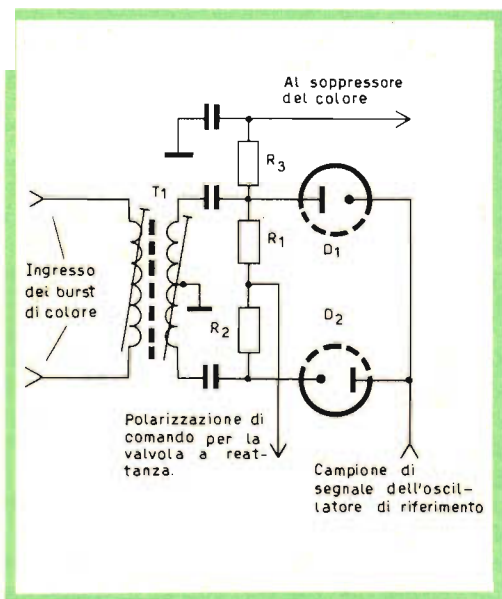 Al soppressore
del colore
R3
T1
R1
D1
Ingresso
dei burst
di colore
R2
D2
Polarizzazione di
comando per la
valvola a reat-
tanza.
Campione di
segnale dell'oscil-
latore di riferimento